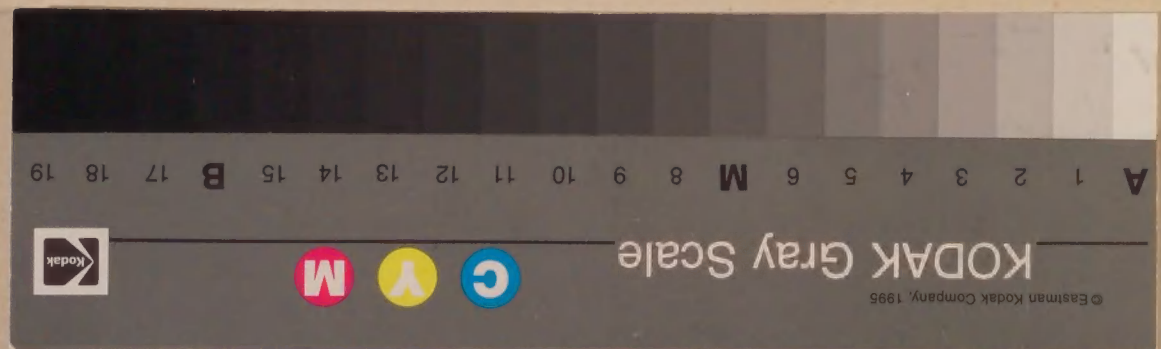 © Eastman Kodak Company, 1995
KODAK Gray Scale
C Y M Kodak
A 1 2 3 4 5 6 M 8 9 10 11 12 13 14 15 B 17 18 19